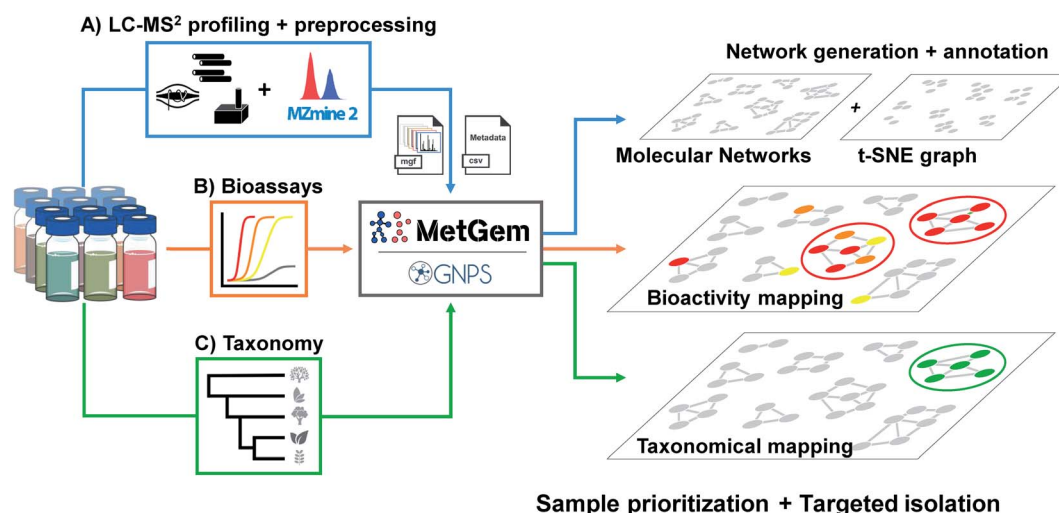 A) LC-MS² profiling + preprocessing
+
MZmine 2
mgf
Metadata
csv
B) Bioassays
MetGem
GNPS
C) Taxonomy
Network generation + annotation
+
Molecular Networks
t-SNE graph
Bioactivity mapping
Taxonomical mapping
Sample prioritization + Targeted isolation